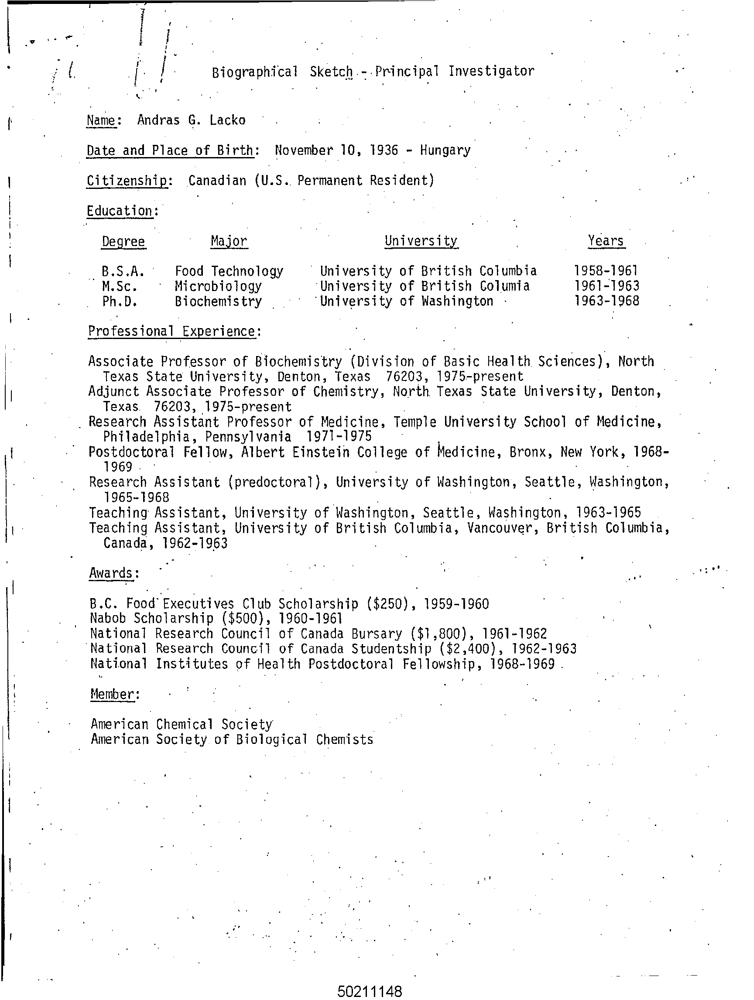 Biographical Sketch - Principal Investigator
Name: Andras G. Lacko
Date and Place of Birth: November 10, 1936 - Hungary
Citizenship: Canadian (U.S. Permanent Resident)
Education:
Degree Major University Years
B.S.A. Food Technology University of British Columbia 1958-1961
M.Sc. Microbiology University of British Columia 1961-1963
Ph.D. Biochemistry University of Washington 1963-1968
Professional Experience:
Associate Professor of Biochemistry (Division of Basic Health Sciences), North
Texas State University, Denton, Texas 76203, 1975-present
Adjunct Associate Professor of Chemistry, North Texas State University, Denton,
Texas 76203, 1975-present
Research Assistant Professor of Medicine, Temple University School of Medicine,
Philadelphia, Pennsylvania 1971-1975
Postdoctoral Fellow, Albert Einstein College of Medicine, Bronx, New York, 1968-
1969
Research Assistant (predoctoral), University of Washington, Seattle, Washington,
1965-1968
Teaching Assistant, University of Washington, Seattle, Washington, 1963-1965
Teaching Assistant, University of British Columbia, Vancouver, British Columbia,
Canada, 1962-1963
Awards:
B.C. Food Executives Club Scholarship ($250), 1959-1960
Nabob Scholarship ($500), 1960-1961
National Research Council of Canada Bursary ($1,800), 1961-1962
National Research Council of Canada Studentship ($2,400), 1962-1963
National Institutes of Health Postdoctoral Fellowship, 1968-1969
Member:
American Chemical Society
American Society of Biological Chemists
50211148